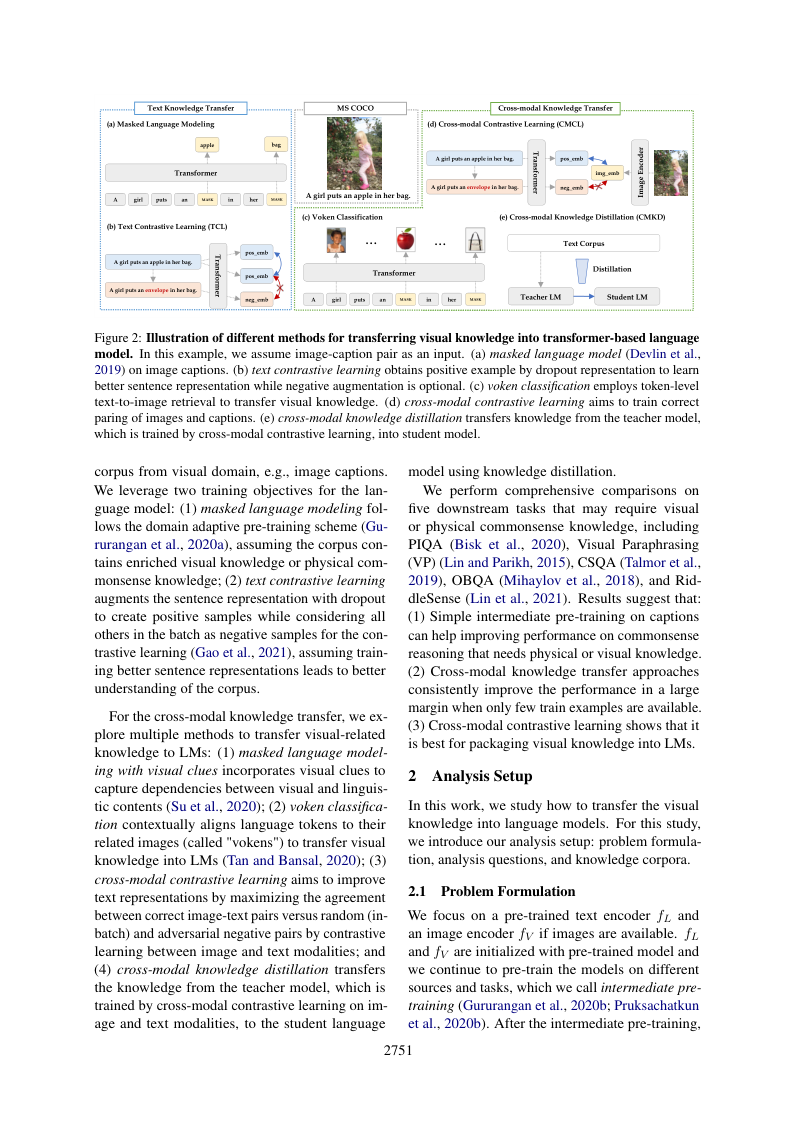 Text Knowledge Transfer
(a) Masked Language Modeling
apple
bag
Transformer
A girl puts an MASK in her MASK
(b) Text Contrastive Learning (TCL)
A girl puts an apple in her bag.
A girl puts an envelope in her bag.
Transformer
pos_emb
pos_emb
neg_emb
MS COCO
A girl puts an apple in her bag.
Cross-modal Knowledge Transfer
(d) Cross-modal Contrastive Learning (CMCL)
A girl puts an apple in her bag.
A girl puts an envelope in her bag.
Transformer
pos_emb
neg_emb
img_emb
Image Encoder
(c) Voken Classification
... ...
Transformer
A girl puts an MASK in her MASK
(e) Cross-modal Knowledge Distillation (CMKD)
Text Corpus
Distillation
Teacher LM
Student LM
Figure 2: Illustration of different methods for transferring visual knowledge into transformer-based language
model. In this example, we assume image-caption pair as an input. (a) masked language model (Devlin et al.,
2019) on image captions. (b) text contrastive learning obtains positive example by dropout representation to learn
better sentence representation while negative augmentation is optional. (c) voken classification employs token-level
text-to-image retrieval to transfer visual knowledge. (d) cross-modal contrastive learning aims to train correct
paring of images and captions. (e) cross-modal knowledge distillation transfers knowledge from the teacher model,
which is trained by cross-modal contrastive learning, into student model.
corpus from visual domain, e.g., image captions.
We leverage two training objectives for the lan-
guage model: (1) masked language modeling fol-
lows the domain adaptive pre-training scheme (Gu-
rurangan et al., 2020a), assuming the corpus con-
tains enriched visual knowledge or physical com-
monsense knowledge; (2) text contrastive learning
augments the sentence representation with dropout
to create positive samples while considering all
others in the batch as negative samples for the con-
trastive learning (Gao et al., 2021), assuming train-
ing better sentence representations leads to better
understanding of the corpus.
For the cross-modal knowledge transfer, we ex-
plore multiple methods to transfer visual-related
knowledge to LMs: (1) masked language model-
ing with visual clues incorporates visual clues to
capture dependencies between visual and linguis-
tic contents (Su et al., 2020); (2) voken classifica-
tion contextually aligns language tokens to their
related images (called "vokens") to transfer visual
knowledge into LMs (Tan and Bansal, 2020); (3)
cross-modal contrastive learning aims to improve
text representations by maximizing the agreement
between correct image-text pairs versus random (in-
batch) and adversarial negative pairs by contrastive
learning between image and text modalities; and
(4) cross-modal knowledge distillation transfers
the knowledge from the teacher model, which is
trained by cross-modal contrastive learning on im-
age and text modalities, to the student language
model using knowledge distillation.
We perform comprehensive comparisons on
five downstream tasks that may require visual
or physical commonsense knowledge, including
PIQA (Bisk et al., 2020), Visual Paraphrasing
(VP) (Lin and Parikh, 2015), CSQA (Talmor et al.,
2019), OBQA (Mihaylov et al., 2018), and Rid-
dleSense (Lin et al., 2021). Results suggest that:
(1) Simple intermediate pre-training on captions
can help improving performance on commonsense
reasoning that needs physical or visual knowledge.
(2) Cross-modal knowledge transfer approaches
consistently improve the performance in a large
margin when only few train examples are available.
(3) Cross-modal contrastive learning shows that it
is best for packaging visual knowledge into LMs.
2 Analysis Setup
In this work, we study how to transfer the visual
knowledge into language models. For this study,
we introduce our analysis setup: problem formula-
tion, analysis questions, and knowledge corpora.
2.1 Problem Formulation
We focus on a pre-trained text encoder f_L and
an image encoder f_V if images are available. f_L
and f_V are initialized with pre-trained model and
we continue to pre-train the models on different
sources and tasks, which we call intermediate pre-
training (Gururangan et al., 2020b; Pruksachatkun
et al., 2020b). After the intermediate pre-training,
2751